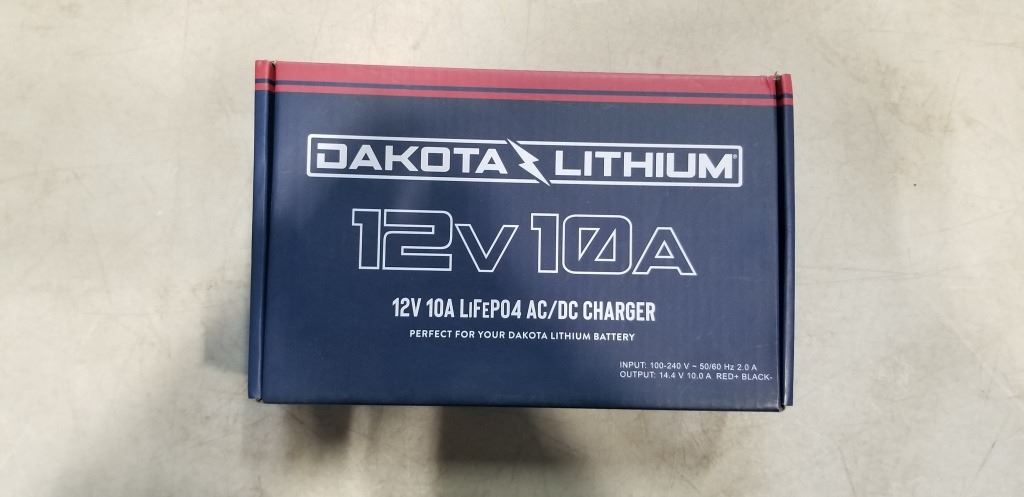 DAKOTA LITHIUM®
12V 10A
12V 10A LiFePO4 AC/DC CHARGER
PERFECT FOR YOUR DAKOTA LITHIUM BATTERY
INPUT: 100-240 V ~ 50/60 Hz 2.0 A
OUTPUT: 14.4 V 10.0 A RED+ BLACK-